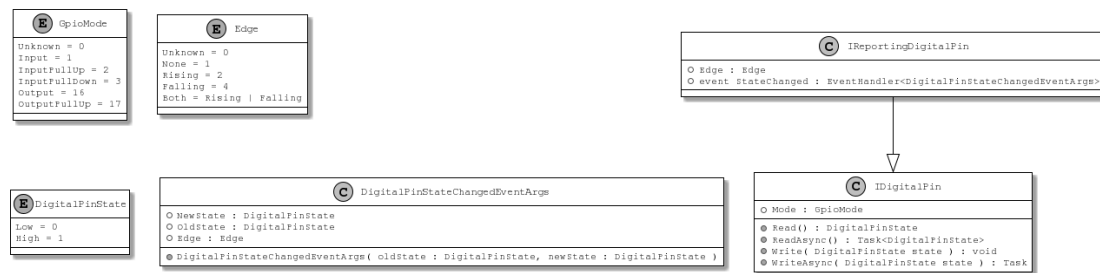 E GpioMode
Unknown = 0
Input = 1
InputPullUp = 2
InputPullDown = 3
Output = 16
OutputPullUp = 17
E Edge
Unknown = 0
None = 1
Rising = 2
Falling = 4
Both = Rising | Falling
C IReportingDigitalPin
Edge : Edge
event StateChanged : EventHandler<DigitalPinStateChangedEventArgs>
E DigitalPinState
Low = 0
High = 1
C DigitalPinStateChangedEventArgs
NewState : DigitalPinState
OldState : DigitalPinState
Edge : Edge
DigitalPinStateChangedEventArgs( oldState : DigitalPinState, newState : DigitalPinState )
C IDigitalPin
Mode : GpioMode
Read() : DigitalPinState
ReadAsync() : Task<DigitalPinState>
Write( DigitalPinState state ) : void
WriteAsync( DigitalPinState state ) : Task